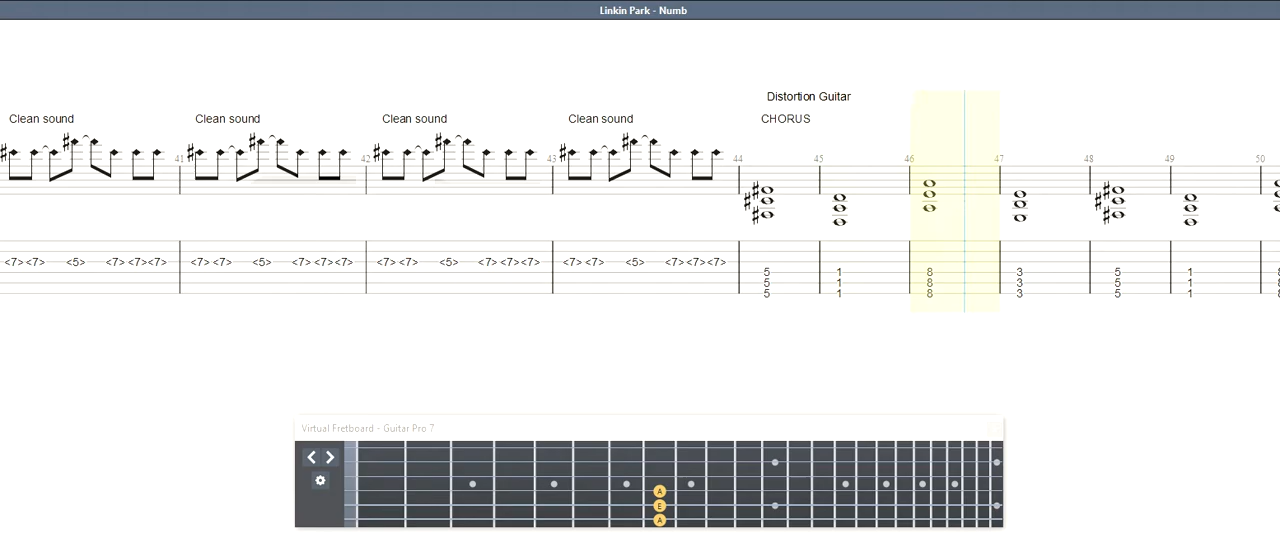 Linkin Park - Numb
Distortion Guitar
Clean sound Clean sound Clean sound Clean sound CHORUS
41 42 43 44 45 46 47 48 49 50
<7> <7> <5> <7> <7> <7> <7> <7> <5> <7> <7> <7> <7> <7> <5> <7> <7> <7> <7> <7> <5> <7> <7> <7>
5 1 8 3 5 1 8
5 1 8 3 5 1 8
5 1 8 3 5 1 8
Virtual Fretboard - Guitar Pro 7
A
E
A